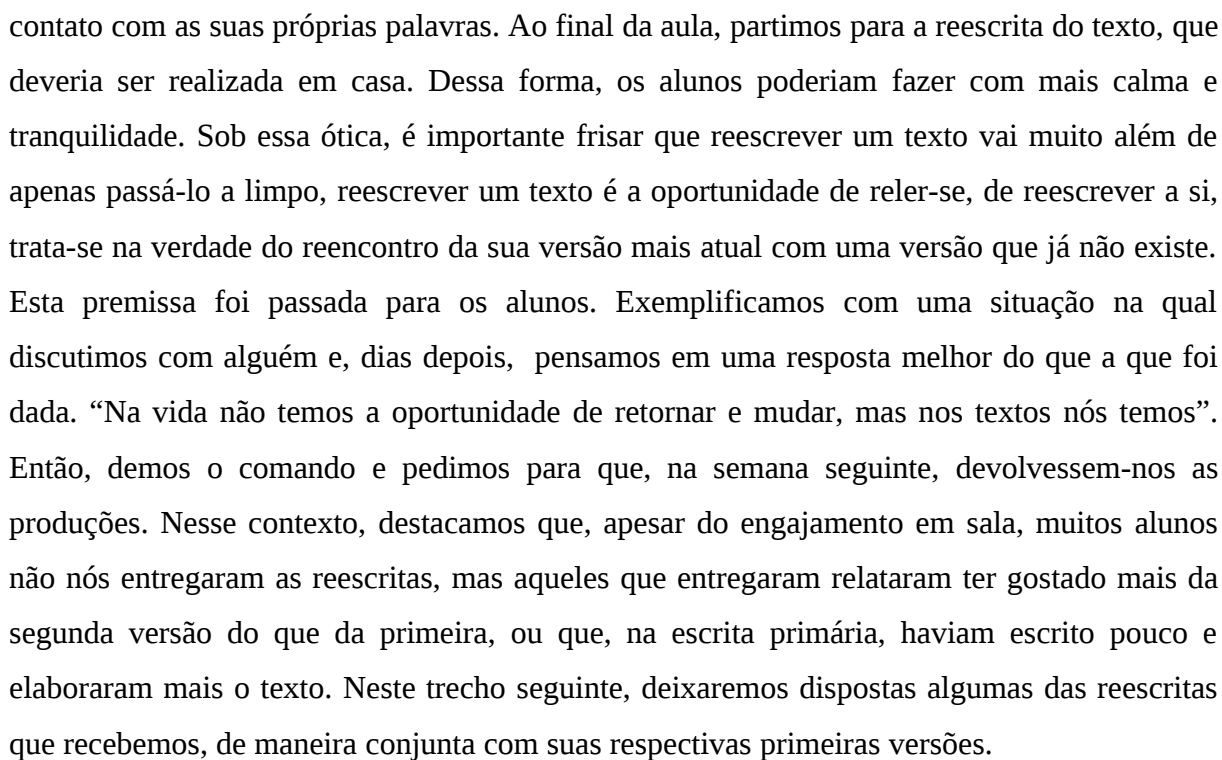 contato com as suas próprias palavras. Ao final da aula, partimos para a reescrita do texto, que
deveria ser realizada em casa. Dessa forma, os alunos poderiam fazer com mais calma e
tranquilidade. Sob essa ótica, é importante frisar que reescrever um texto vai muito além de
apenas passá-lo a limpo, reescrever um texto é a oportunidade de reler-se, de reescrever a si,
trata-se na verdade do reencontro da sua versão mais atual com uma versão que já não existe.
Esta premissa foi passada para os alunos. Exemplificamos com uma situação na qual
discutimos com alguém e, dias depois,  pensamos em uma resposta melhor do que a que foi
dada. “Na vida não temos a oportunidade de retornar e mudar, mas nos textos nós temos”.
Então, demos o comando e pedimos para que, na semana seguinte, devolvessem-nos as
produções. Nesse contexto, destacamos que, apesar do engajamento em sala, muitos alunos
não nós entregaram as reescritas, mas aqueles que entregaram relataram ter gostado mais da
segunda versão do que da primeira, ou que, na escrita primária, haviam escrito pouco e
elaboraram mais o texto. Neste trecho seguinte, deixaremos dispostas algumas das reescritas
que recebemos, de maneira conjunta com suas respectivas primeiras versões.